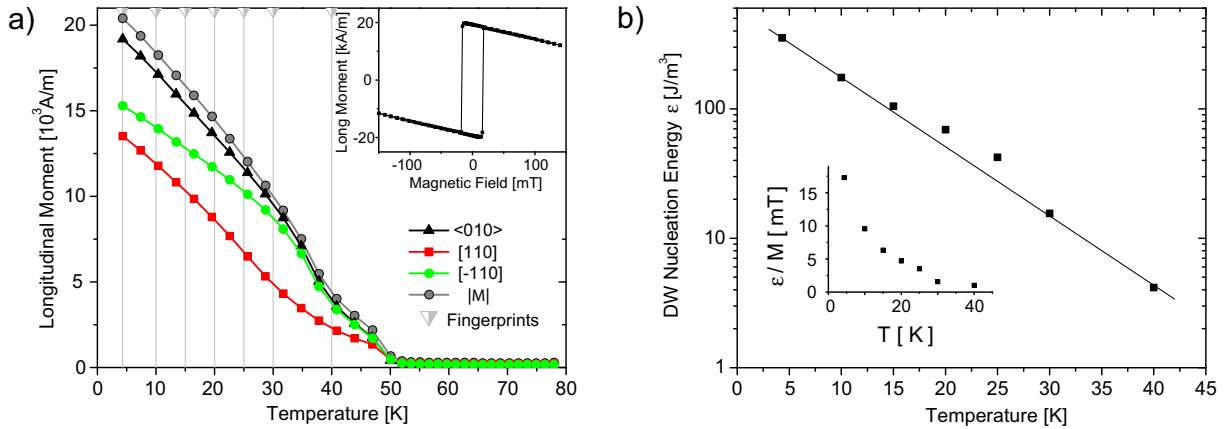 a)
Longitudinal Moment [10³A/m]
20
15
10
5
0
0 10 20 30 40 50 60 70 80
Temperature [K]
Long Moment [kA/m]
20
0
-20
-100 0 100
Magnetic Field [mT]
<010>
[110]
[-110]
|M|
Fingerprints
b)
DW Nucleation Energy ε [J/m³]
100
10
1
0 5 10 15 20 25 30 35 40 45
Temperature [K]
ε / M [ mT]
15
10
5
0
0 20 40
T [ K]